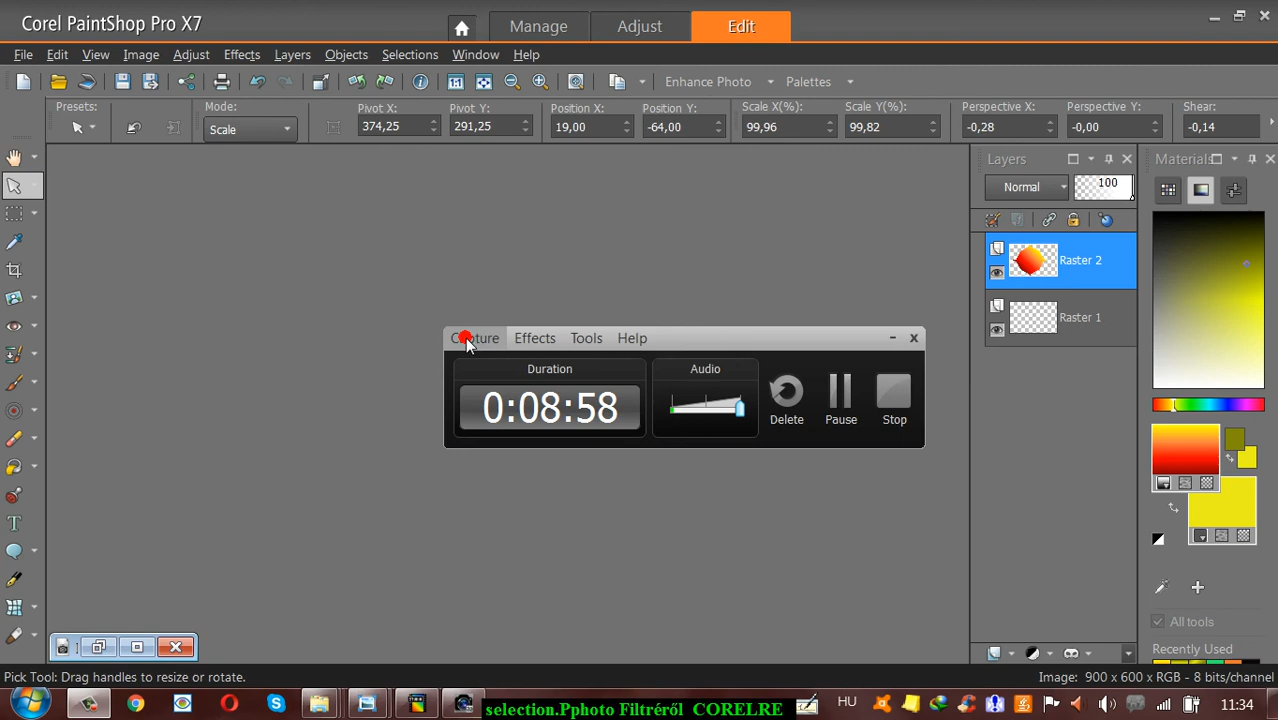 Corel PaintShop Pro X7
Manage
Adjust
Edit
File Edit View Image Adjust Effects Layers Objects Selections Window Help
Enhance Photo
Palettes
Presets:
Mode:
Scale
Pivot X:
374,25
Pivot Y:
291,25
Position X:
19,00
Position Y:
-64,00
Scale X(%):
99,96
Scale Y(%):
99,82
Perspective X:
-0,28
Perspective Y:
-0,00
Shear:
-0,14
Layers
Normal
100
Raster 2
Raster 1
Materials
All tools
Recently Used
Capture Effects Tools Help
Duration
0:08:58
Audio
Delete
Pause
Stop
Pick Tool: Drag handles to resize or rotate.
Image: 900 x 600 x RGB - 8 bits/channel
selection.Pphoto Filtréről CORELRE
HU
11:34